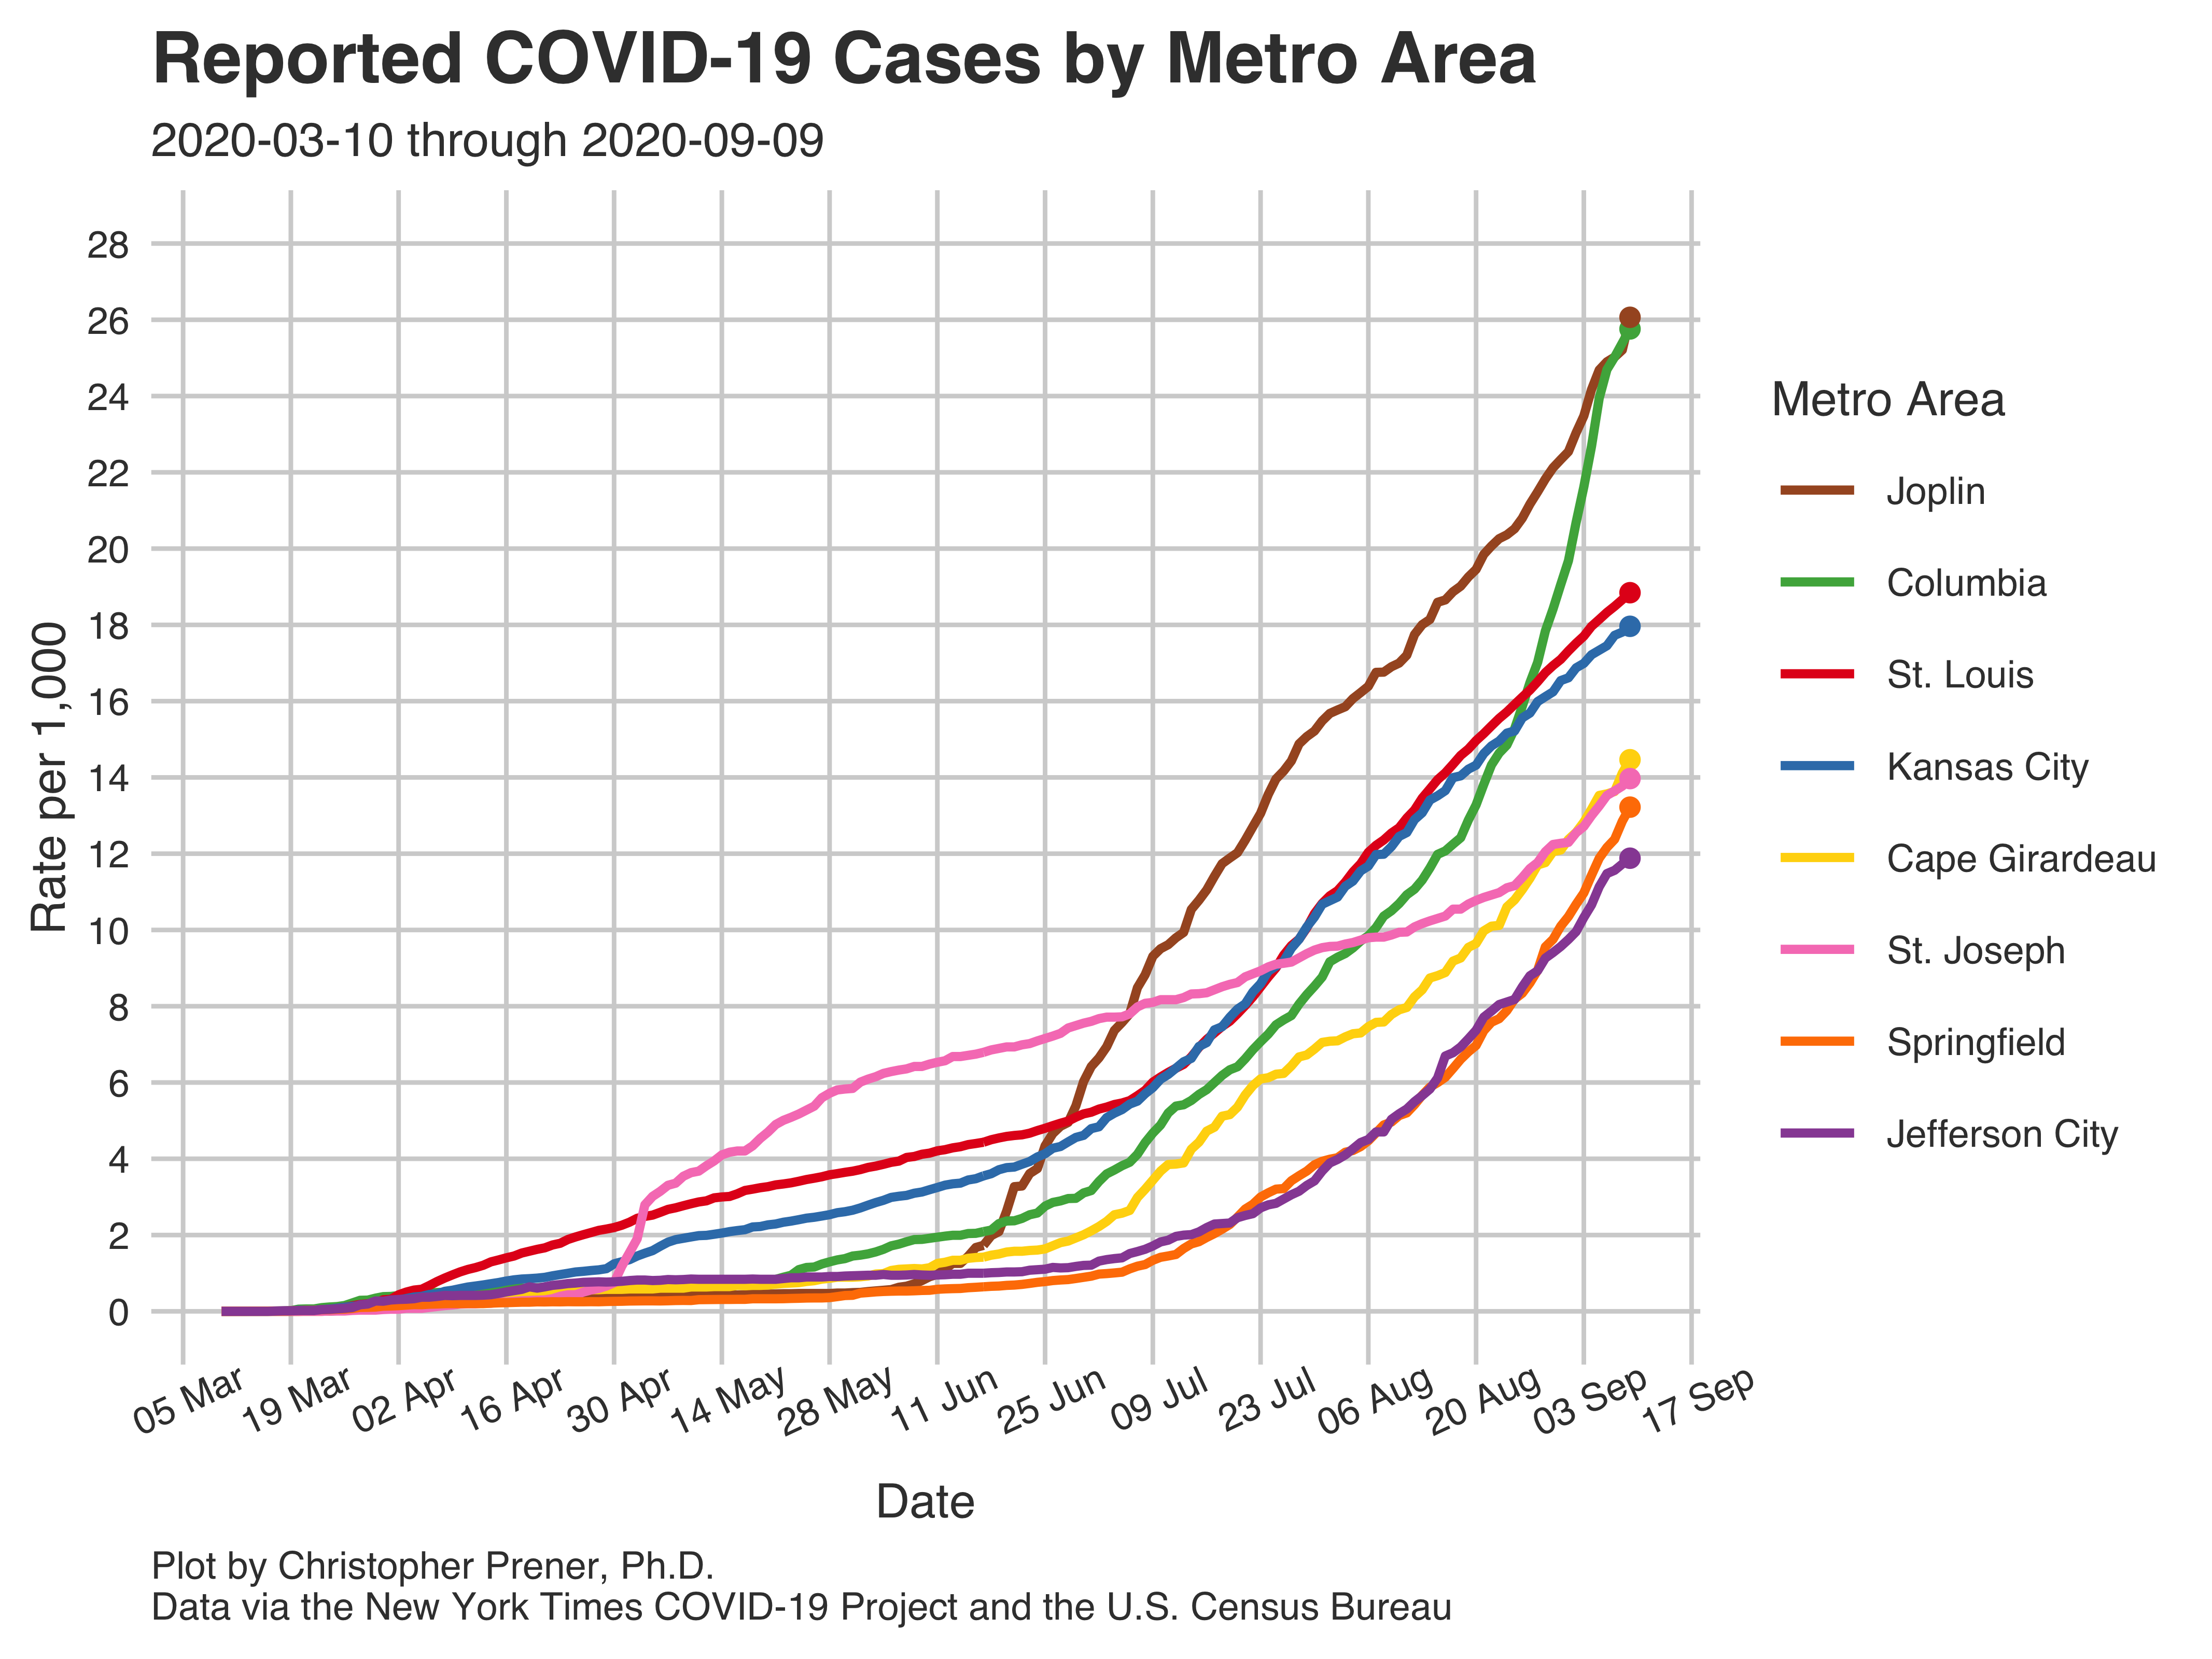 Reported COVID-19 Cases by Metro Area
2020-03-10 through 2020-09-09
Rate per 1,000
28
26
24
22
20
18
16
14
12
10
8
6
4
2
0
05 Mar
19 Mar
02 Apr
16 Apr
30 Apr
14 May
28 May
11 Jun
25 Jun
09 Jul
23 Jul
06 Aug
20 Aug
03 Sep
17 Sep
Date
Metro Area
Joplin
Columbia
St. Louis
Kansas City
Cape Girardeau
St. Joseph
Springfield
Jefferson City
Plot by Christopher Prener, Ph.D.
Data via the New York Times COVID-19 Project and the U.S. Census Bureau